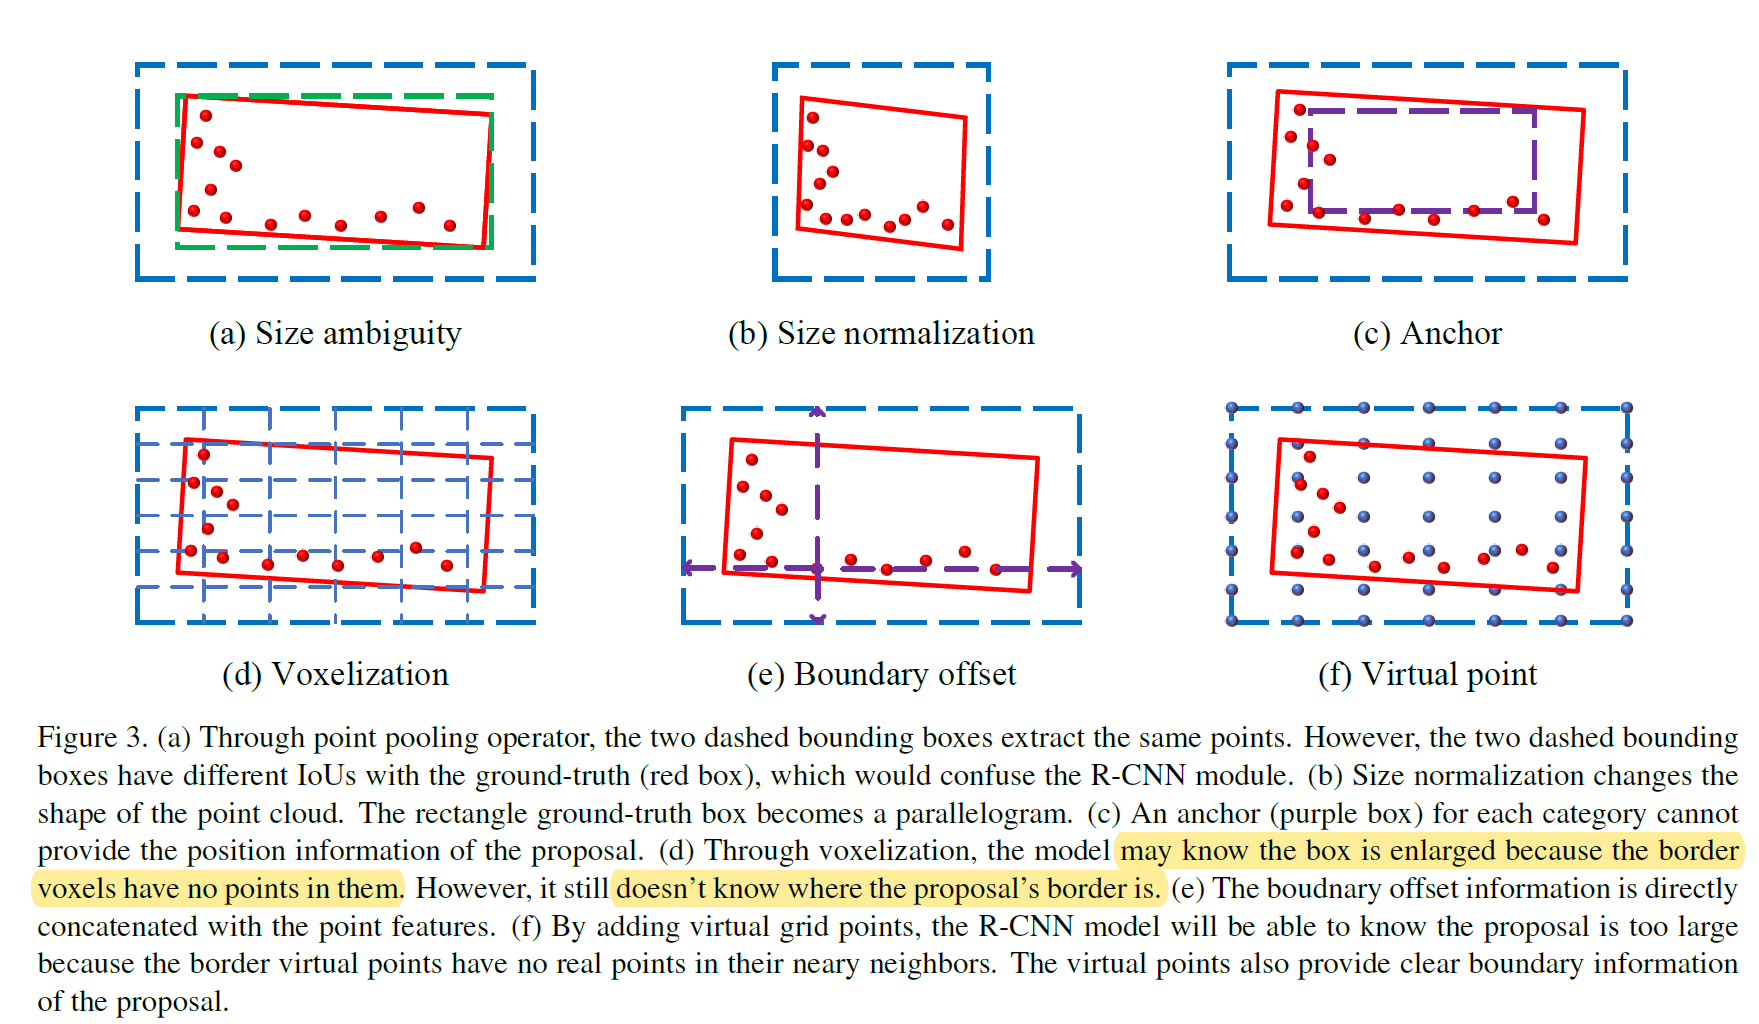 (a) Size ambiguity
(b) Size normalization
(c) Anchor
(d) Voxelization
(e) Boundary offset
(f) Virtual point
Figure 3. (a) Through point pooling operator, the two dashed bounding boxes extract the same points. However, the two dashed bounding
boxes have different IoUs with the ground-truth (red box), which would confuse the R-CNN module. (b) Size normalization changes the
shape of the point cloud. The rectangle ground-truth box becomes a parallelogram. (c) An anchor (purple box) for each category cannot
provide the position information of the proposal. (d) Through voxelization, the model may know the box is enlarged because the border
voxels have no points in them. However, it still doesn't know where the proposal's border is. (e) The boudnary offset information is directly
concatenated with the point features. (f) By adding virtual grid points, the R-CNN model will be able to know the proposal is too large
because the border virtual points have no real points in their neary neighbors. The virtual points also provide clear boundary information
of the proposal.